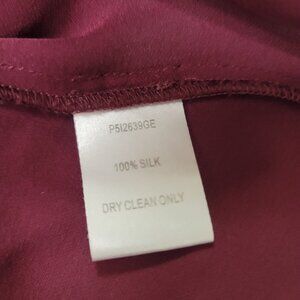 P5I2639GE
100% SILK
DRY CLEAN ONLY